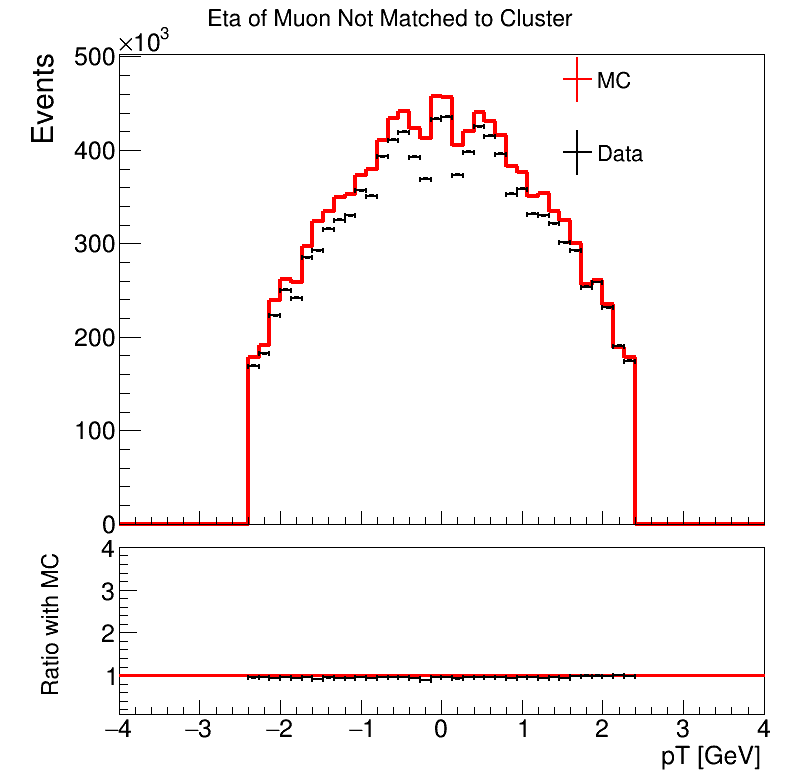 Eta of Muon Not Matched to Cluster
×10³
Events
500
400
300
200
100
0
MC
Data
Ratio with MC
4
3
2
1
−4 −3 −2 −1 0 1 2 3 4
pT [GeV]